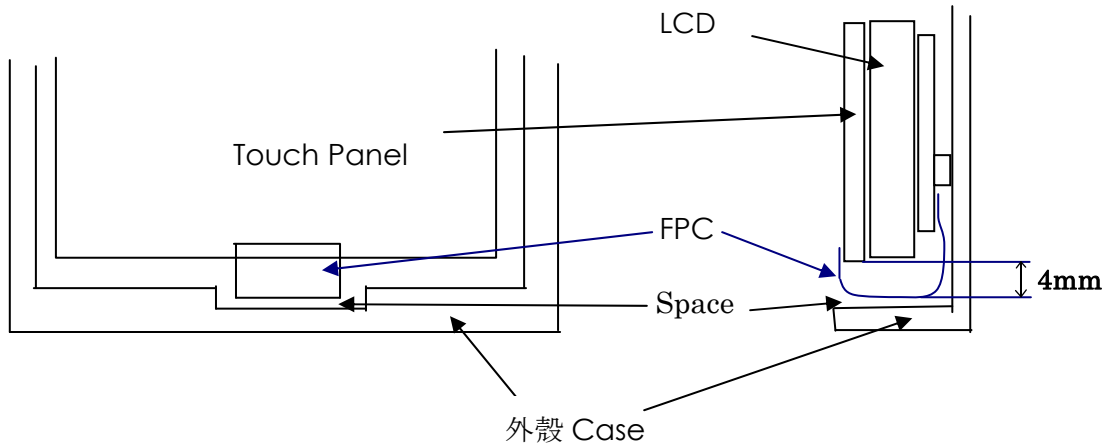 LCD
Touch Panel
FPC
4mm
Space
外殼 Case